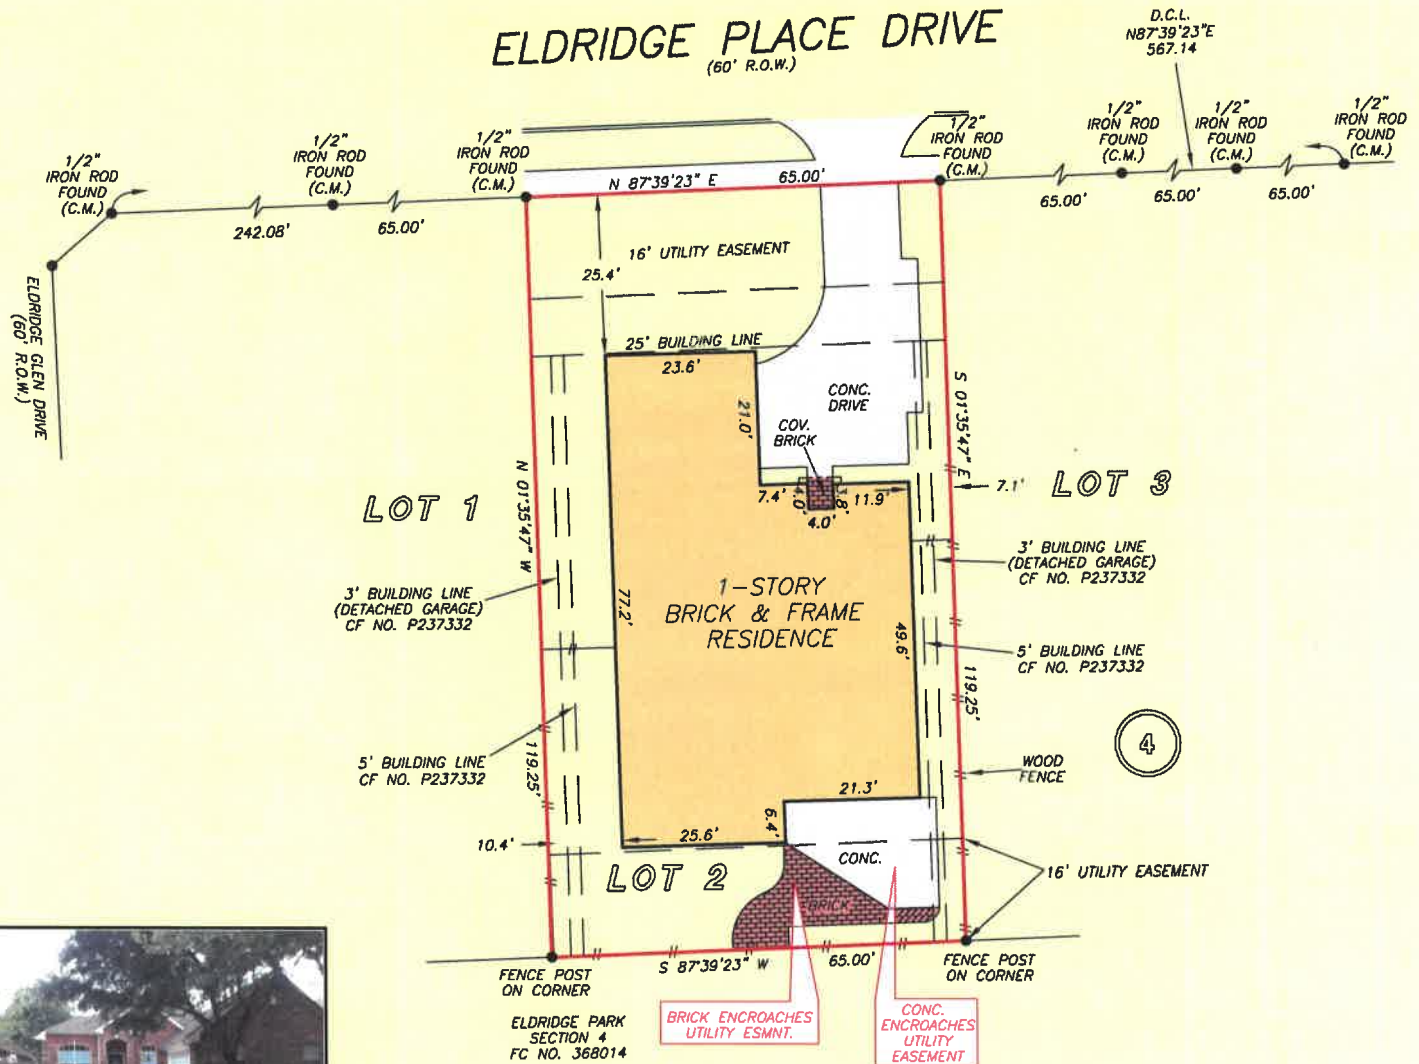 ELDRIDGE PLACE DRIVE
(60' R.O.W.)
D.C.L.
N87°39'23"E
567.14
1/2"
IRON ROD
FOUND
(C.M.)
1/2"
IRON ROD
FOUND
(C.M.)
1/2"
IRON ROD
FOUND
(C.M.)
1/2"
IRON ROD
FOUND
(C.M.)
1/2"
IRON ROD
FOUND
(C.M.)
1/2"
IRON ROD
FOUND
(C.M.)
1/2"
IRON ROD
FOUND
(C.M.)
242.08'
65.00'
N 87°39'23" E
65.00'
65.00'
65.00'
65.00'
ELDRIDGE GLEN DRIVE
(60' R.O.W.)
16' UTILITY EASEMENT
25.4'
25' BUILDING LINE
23.6'
21.0'
CONC.
DRIVE
COV.
BRICK
7.4'
4.0'
3.8'
11.9'
4.0'
S 01°35'47" E
7.1'
N 01°35'47" W
LOT 1
LOT 3
3' BUILDING LINE
(DETACHED GARAGE)
CF NO. P237332
3' BUILDING LINE
(DETACHED GARAGE)
CF NO. P237332
77.2'
1-STORY
BRICK & FRAME
RESIDENCE
49.6'
5' BUILDING LINE
CF NO. P237332
119.25'
4
5' BUILDING LINE
CF NO. P237332
119.25'
WOOD
FENCE
21.3'
6.4'
25.6'
10.4'
CONC.
LOT 2
16' UTILITY EASEMENT
BRICK
FENCE POST
ON CORNER
S 87°39'23" W
65.00'
FENCE POST
ON CORNER
BRICK ENCROACHES
UTILITY ESMNT.
CONC.
ENCROACHES
UTILITY
EASEMENT
ELDRIDGE PARK
SECTION 4
FC NO. 368014